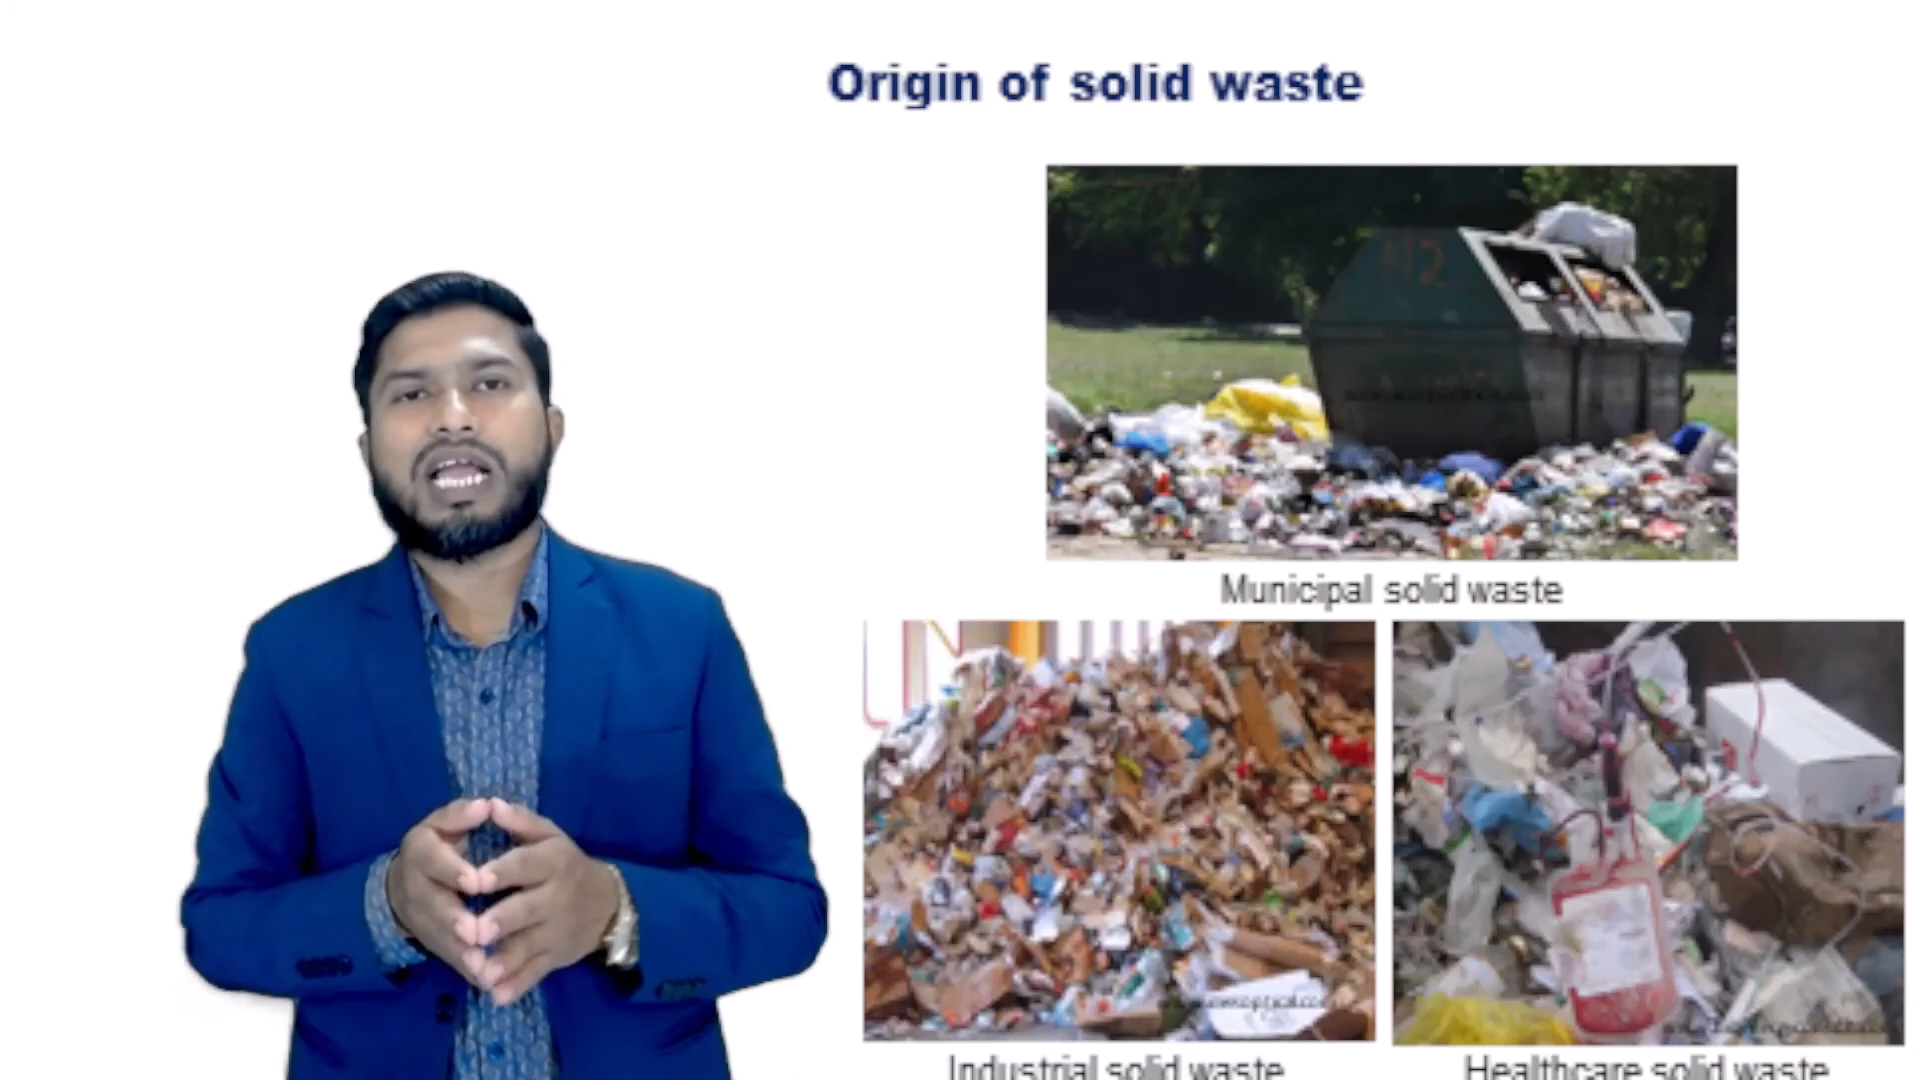 Origin of solid waste
Municipal solid waste
Industrial solid waste
Healthcare solid waste